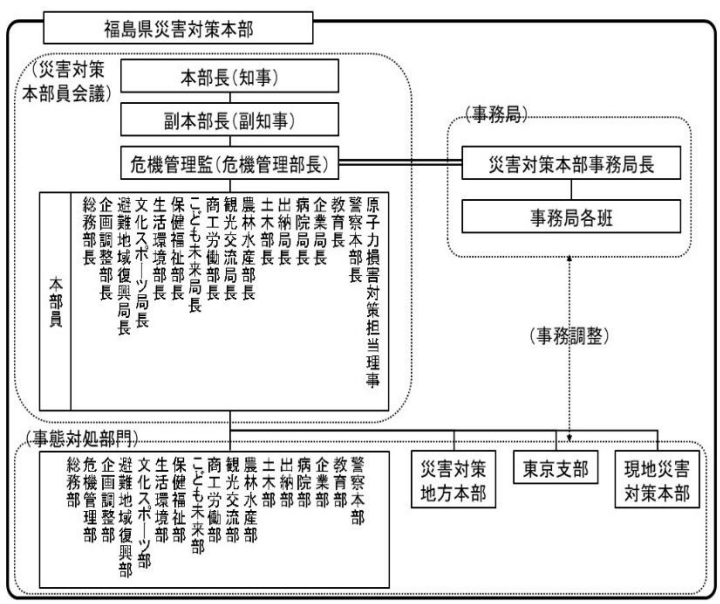 福島県災害対策本部
(災害対策
本部員会議)
本部長(知事)
副本部長(副知事)
危機管理監(危機管理部長)
(事務局)
災害対策本部事務局長
事務局各班
本部員
総務部長
企画調整部長
避難地域復興局長
文化スポーツ局長
生活環境部長
保健福祉部長
こども未来局長
商工労働部長
観光交流局長
農林水産部長
土木部長
出納局長
病院局長
企業局長
教育長
警察本部長
原子力損害対策担当理事
(事務調整)
(事態対処部門)
総務部
危機管理部
企画調整部
避難地域復興部
文化スポーツ部
生活環境部
保健福祉部
こども未来部
商工労働部
観光交流部
農林水産部
土木部
出納部
病院部
企業部
教育部
警察本部
災害対策
地方本部
東京支部
現地災害
対策本部